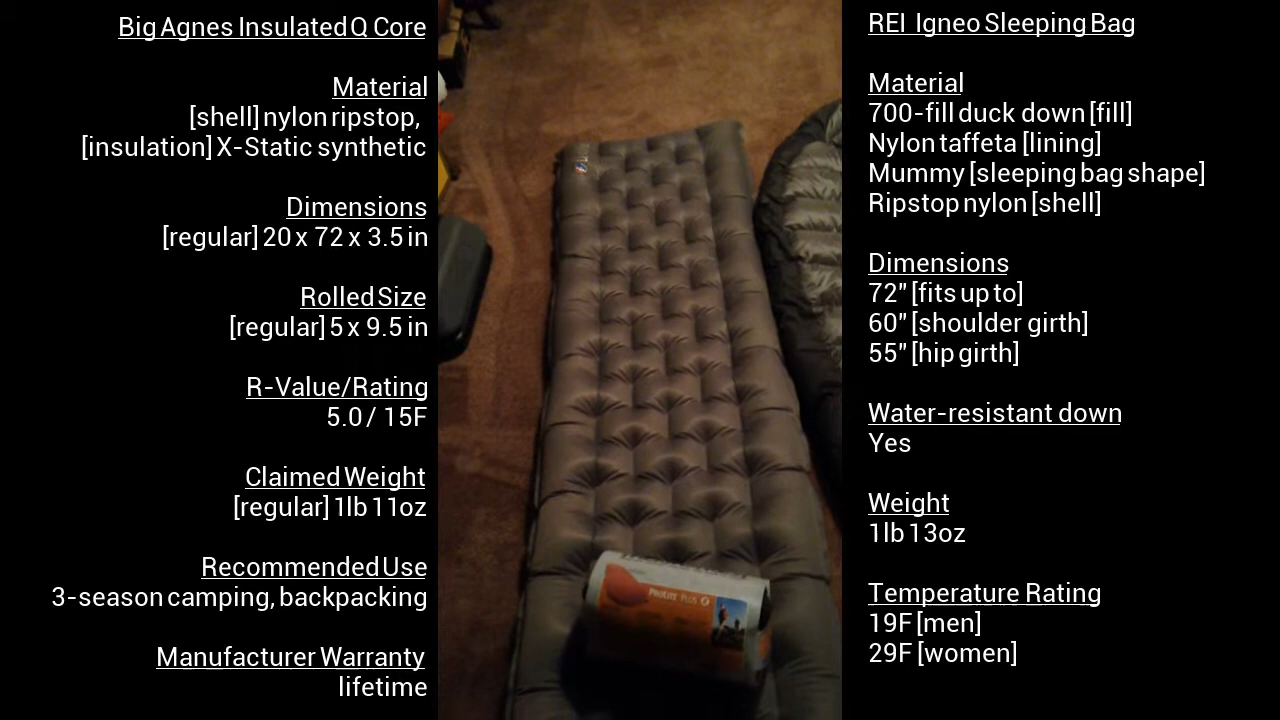 Big Agnes Insulated Q Core
Material
[shell] nylon ripstop,
[insulation] X-Static synthetic
Dimensions
[regular] 20 x 72 x 3.5 in
Rolled Size
[regular] 5 x 9.5 in
R-Value/Rating
5.0 / 15F
Claimed Weight
[regular] 1lb 11oz
Recommended Use
3-season camping, backpacking
Manufacturer Warranty
lifetime
PROLITE PLUS
REI Igneo Sleeping Bag
Material
700-fill duck down [fill]
Nylon taffeta [lining]
Mummy [sleeping bag shape]
Ripstop nylon [shell]
Dimensions
72" [fits up to]
60" [shoulder girth]
55" [hip girth]
Water-resistant down
Yes
Weight
1lb 13oz
Temperature Rating
19F [men]
29F [women]